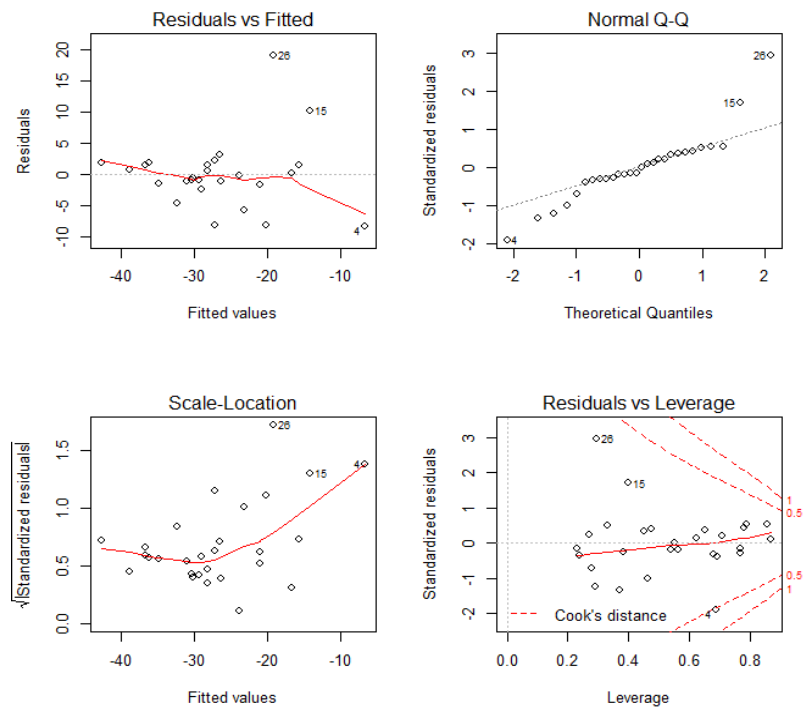 Residuals vs Fitted
Residuals
20
15
10
5
0
-5
-10
26
15
4
-40 -30 -20 -10
Fitted values
Normal Q-Q
Standardized residuals
3
2
1
0
-1
-2
26
15
4
-2 -1 0 1 2
Theoretical Quantiles
Scale-Location
√|Standardized residuals|
1.5
1.0
0.5
0.0
26
15
4
-40 -30 -20 -10
Fitted values
Residuals vs Leverage
Standardized residuals
3
2
1
0
-1
-2
26
15
4
1
0.5
0.5
1
Cook's distance
0.0 0.2 0.4 0.6 0.8
Leverage